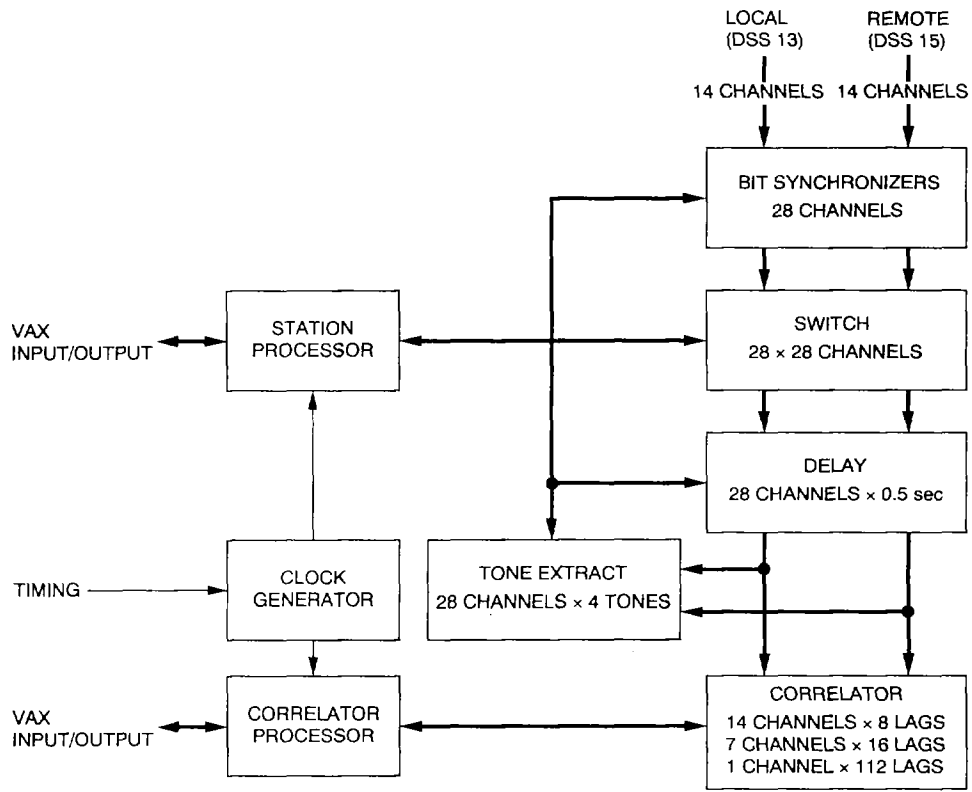 LOCAL
(DSS 13)
REMOTE
(DSS 15)
14 CHANNELS
14 CHANNELS
BIT SYNCHRONIZERS
28 CHANNELS
VAX
INPUT/OUTPUT
STATION
PROCESSOR
SWITCH
28 × 28 CHANNELS
DELAY
28 CHANNELS × 0.5 sec
TIMING
CLOCK
GENERATOR
TONE EXTRACT
28 CHANNELS × 4 TONES
VAX
INPUT/OUTPUT
CORRELATOR
PROCESSOR
CORRELATOR
14 CHANNELS × 8 LAGS
7 CHANNELS × 16 LAGS
1 CHANNEL × 112 LAGS